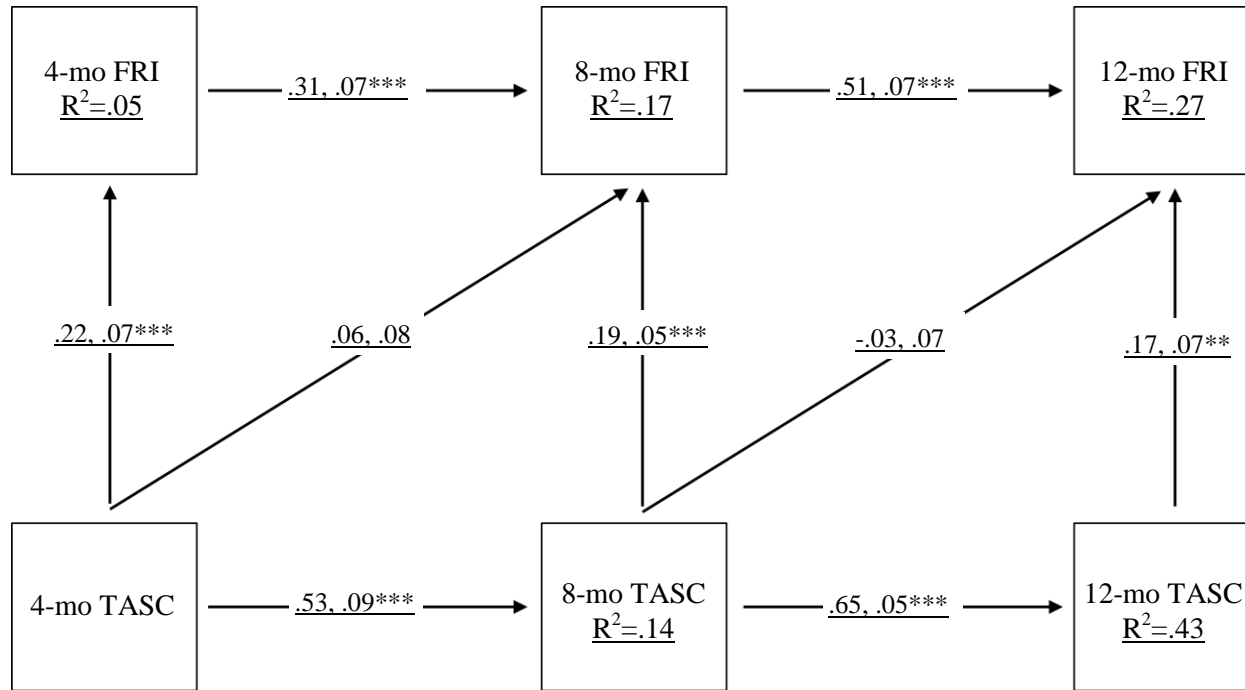 4-mo FRI
R²=.05
.31, .07***
8-mo FRI
R²=.17
.51, .07***
12-mo FRI
R²=.27
.22, .07***
.06, .08
.19, .05***
-.03, .07
.17, .07**
4-mo TASC
.53, .09***
8-mo TASC
R²=.14
.65, .05***
12-mo TASC
R²=.43